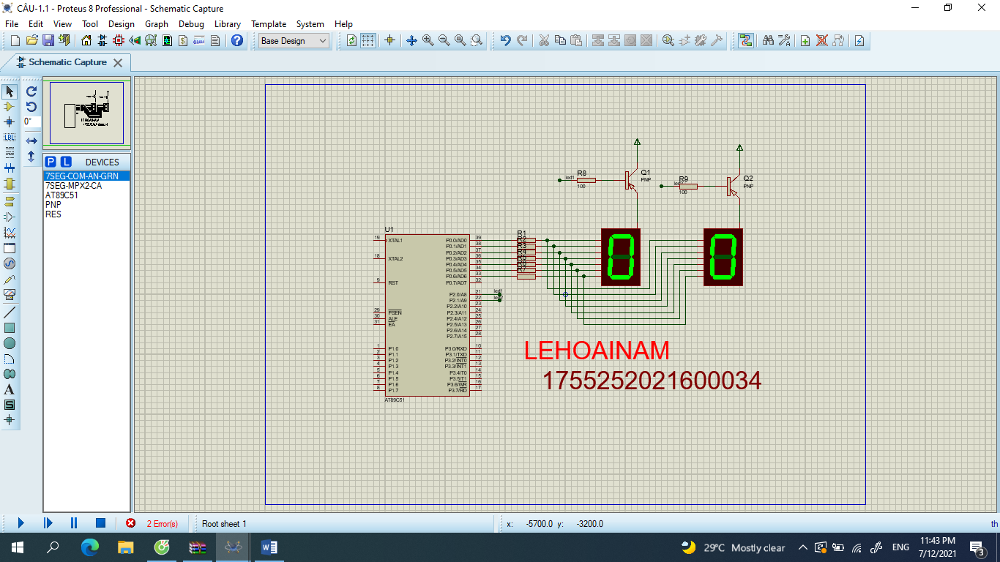 CÂU-1.1 - Proteus 8 Professional - Schematic Capture
File Edit View Tool Design Graph Debug Library Template System Help
Base Design
Schematic Capture
0°
P L DEVICES
7SEG-COM-AN-GRN
7SEG-MPX2-CA
AT89C51
PNP
RES
LBL
A
S
R8
led1
100
Q1
PNP
R9
100
Q2
PNP
U1
19 XTAL1
18 XTAL2
9 RST
29 PSEN
30 ALE
31 EA
1 P1.0
2 P1.1
3 P1.2
4 P1.3
5 P1.4
6 P1.5
7 P1.6
8 P1.7
P0.0/AD0 39
P0.1/AD1 38
P0.2/AD2 37
P0.3/AD3 36
P0.4/AD4 35
P0.5/AD5 34
P0.6/AD6 33
P0.7/AD7 32
P2.0/A8 21
P2.1/A9 22
P2.2/A10 23
P2.3/A11 24
P2.4/A12 25
P2.5/A13 26
P2.6/A14 27
P2.7/A15 28
P3.0/RXD 10
P3.1/TXD 11
P3.2/INT0 12
P3.3/INT1 13
P3.4/T0 14
P3.5/T1 15
P3.6/WR 16
P3.7/RD 17
AT89C51
led1
led2
R1
R2
R3
R4
R5
R6
R7
0 0
LEHOAINAM
1755252021600034
2 Error(s)
Root sheet 1
x: -5700.0 y: -3200.0
th
29°C Mostly clear
ENG
11:43 PM
7/12/2021
3